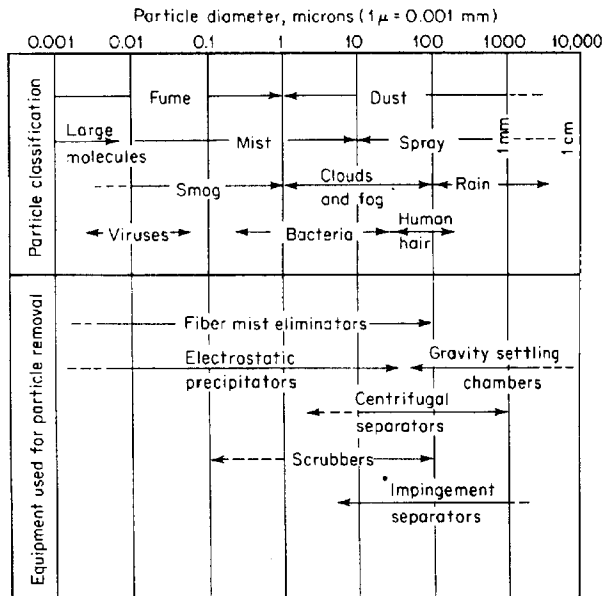 Particle diameter, microns (1μ = 0.001 mm)
0.001 0.01 0.1 1 10 100 1000 10,000
Particle classification
Fume Dust
Large
molecules
Mist Spray
1 mm
1 cm
Smog
Clouds
and fog
Rain
Viruses Bacteria
Human
hair
Equipment used for particle removal
Fiber mist eliminators
Electrostatic
precipitators
Gravity settling
chambers
Centrifugal
separators
Scrubbers
Impingement
separators